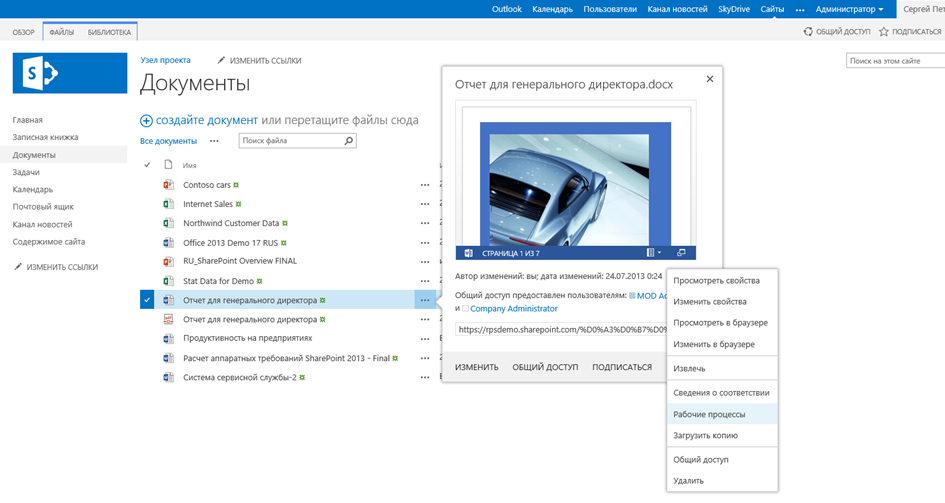 Outlook Календарь Пользователи Канал новостей SkyDrive Сайты ... Администратор Сергей Пет
ОБЗОР ФАЙЛЫ БИБЛИОТЕКА ОБЩИЙ ДОСТУП ПОДПИСАТЬСЯ
S
Узел проекта ИЗМЕНИТЬ ССЫЛКИ
Поиск на этом сайте
Документы
Главная
Записная книжка
Документы
Задачи
Календарь
Почтовый ящик
Канал новостей
Содержимое сайта
ИЗМЕНИТЬ ССЫЛКИ
создайте документ или перетащите файлы сюда
Все документы ... Поиск файла
Имя
Contoso cars
Internet Sales
Northwind Customer Data
Office 2013 Demo 17 RUS
RU_SharePoint Overview FINAL
Stat Data for Demo
Отчет для генерального директора
Отчет для генерального директора
Продуктивность на предприятиях
Расчет аппаратных требований SharePoint 2013 - Final
Система сервисной службы-2
Отчет для генерального директора.docx
СТРАНИЦА 1 ИЗ 7
Автор изменений: вы; дата изменений: 24.07.2013 0:24
Общий доступ предоставлен пользователям: MOD Ac
и Company Administrator
https://rpsdemo.sharepoint.com/%D0%A3%D0%B7%D0%
ИЗМЕНИТЬ ОБЩИЙ ДОСТУП ПОДПИСАТЬСЯ
Просмотреть свойства
Изменить свойства
Просмотреть в браузере
Изменить в браузере
Извлечь
Сведения о соответствии
Рабочие процессы
Загрузить копию
Общий доступ
Удалить